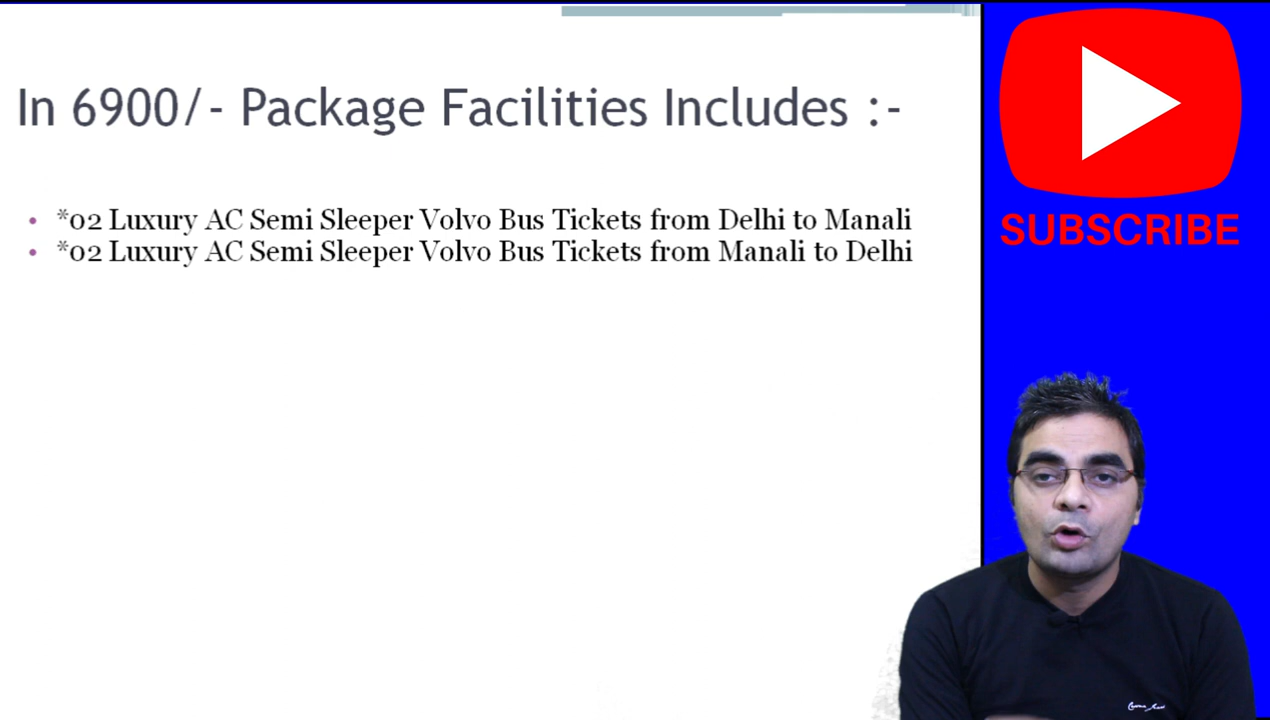 In 6900/- Package Facilities Includes :-
*02 Luxury AC Semi Sleeper Volvo Bus Tickets from Delhi to Manali
*02 Luxury AC Semi Sleeper Volvo Bus Tickets from Manali to Delhi
SUBSCRIBE